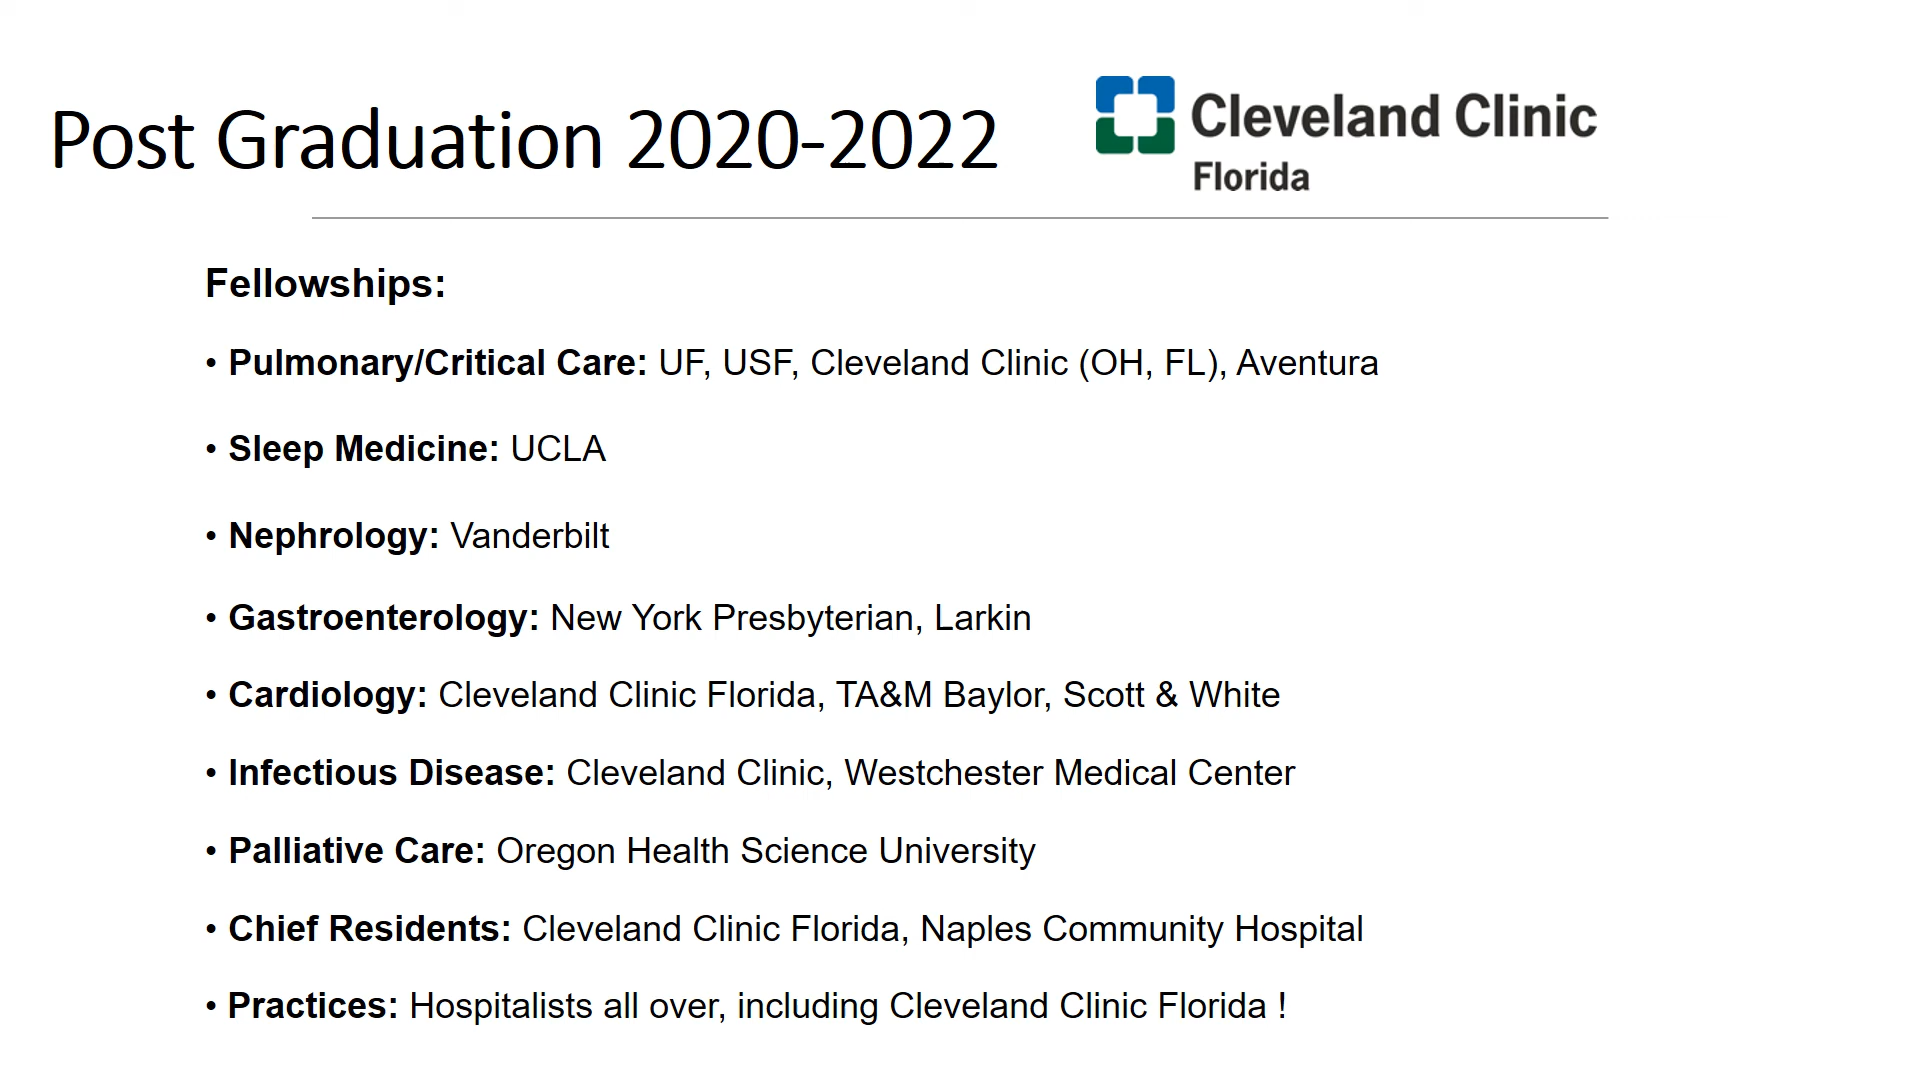 Post Graduation 2020-2022
Cleveland Clinic
Florida
Fellowships:
• Pulmonary/Critical Care: UF, USF, Cleveland Clinic (OH, FL), Aventura
• Sleep Medicine: UCLA
• Nephrology: Vanderbilt
• Gastroenterology: New York Presbyterian, Larkin
• Cardiology: Cleveland Clinic Florida, TA&M Baylor, Scott & White
• Infectious Disease: Cleveland Clinic, Westchester Medical Center
• Palliative Care: Oregon Health Science University
• Chief Residents: Cleveland Clinic Florida, Naples Community Hospital
• Practices: Hospitalists all over, including Cleveland Clinic Florida !